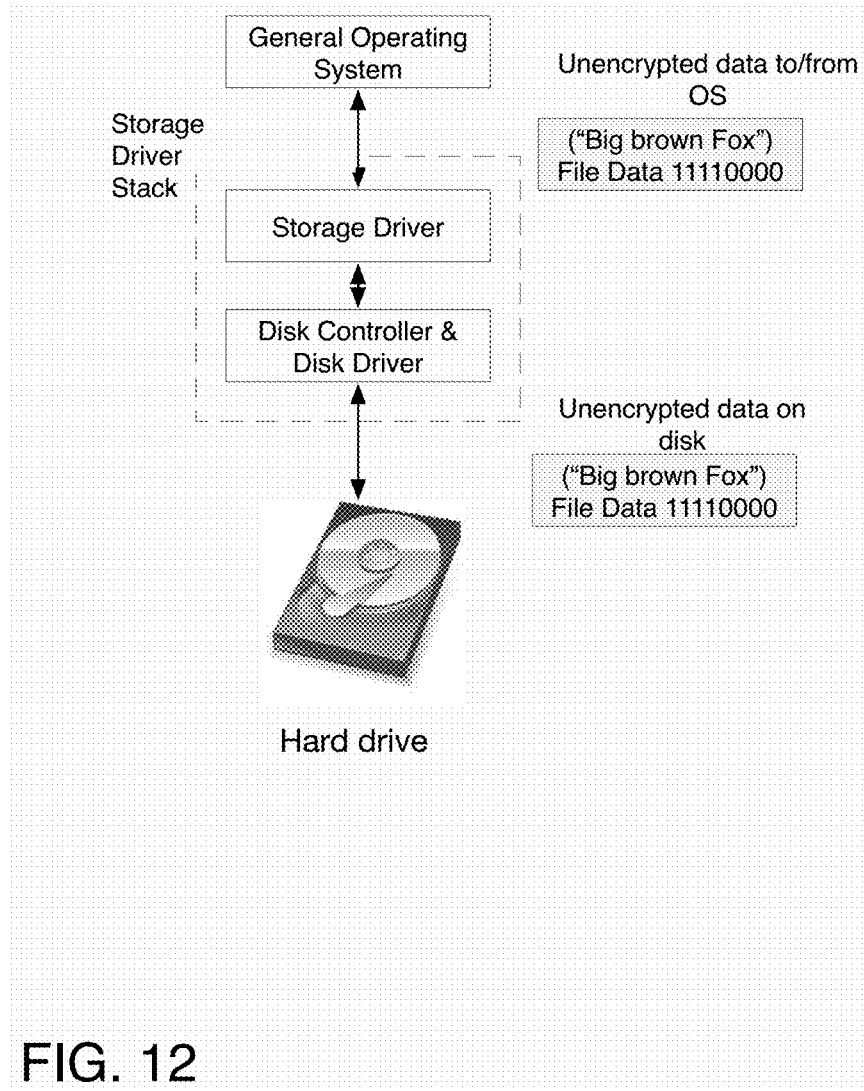 General Operating
System
Unencrypted data to/from
OS
(“Big brown Fox”)
File Data 11110000
Storage
Driver
Stack
Storage Driver
Disk Controller &
Disk Driver
Unencrypted data on
disk
(“Big brown Fox”)
File Data 11110000
Hard drive
FIG. 12